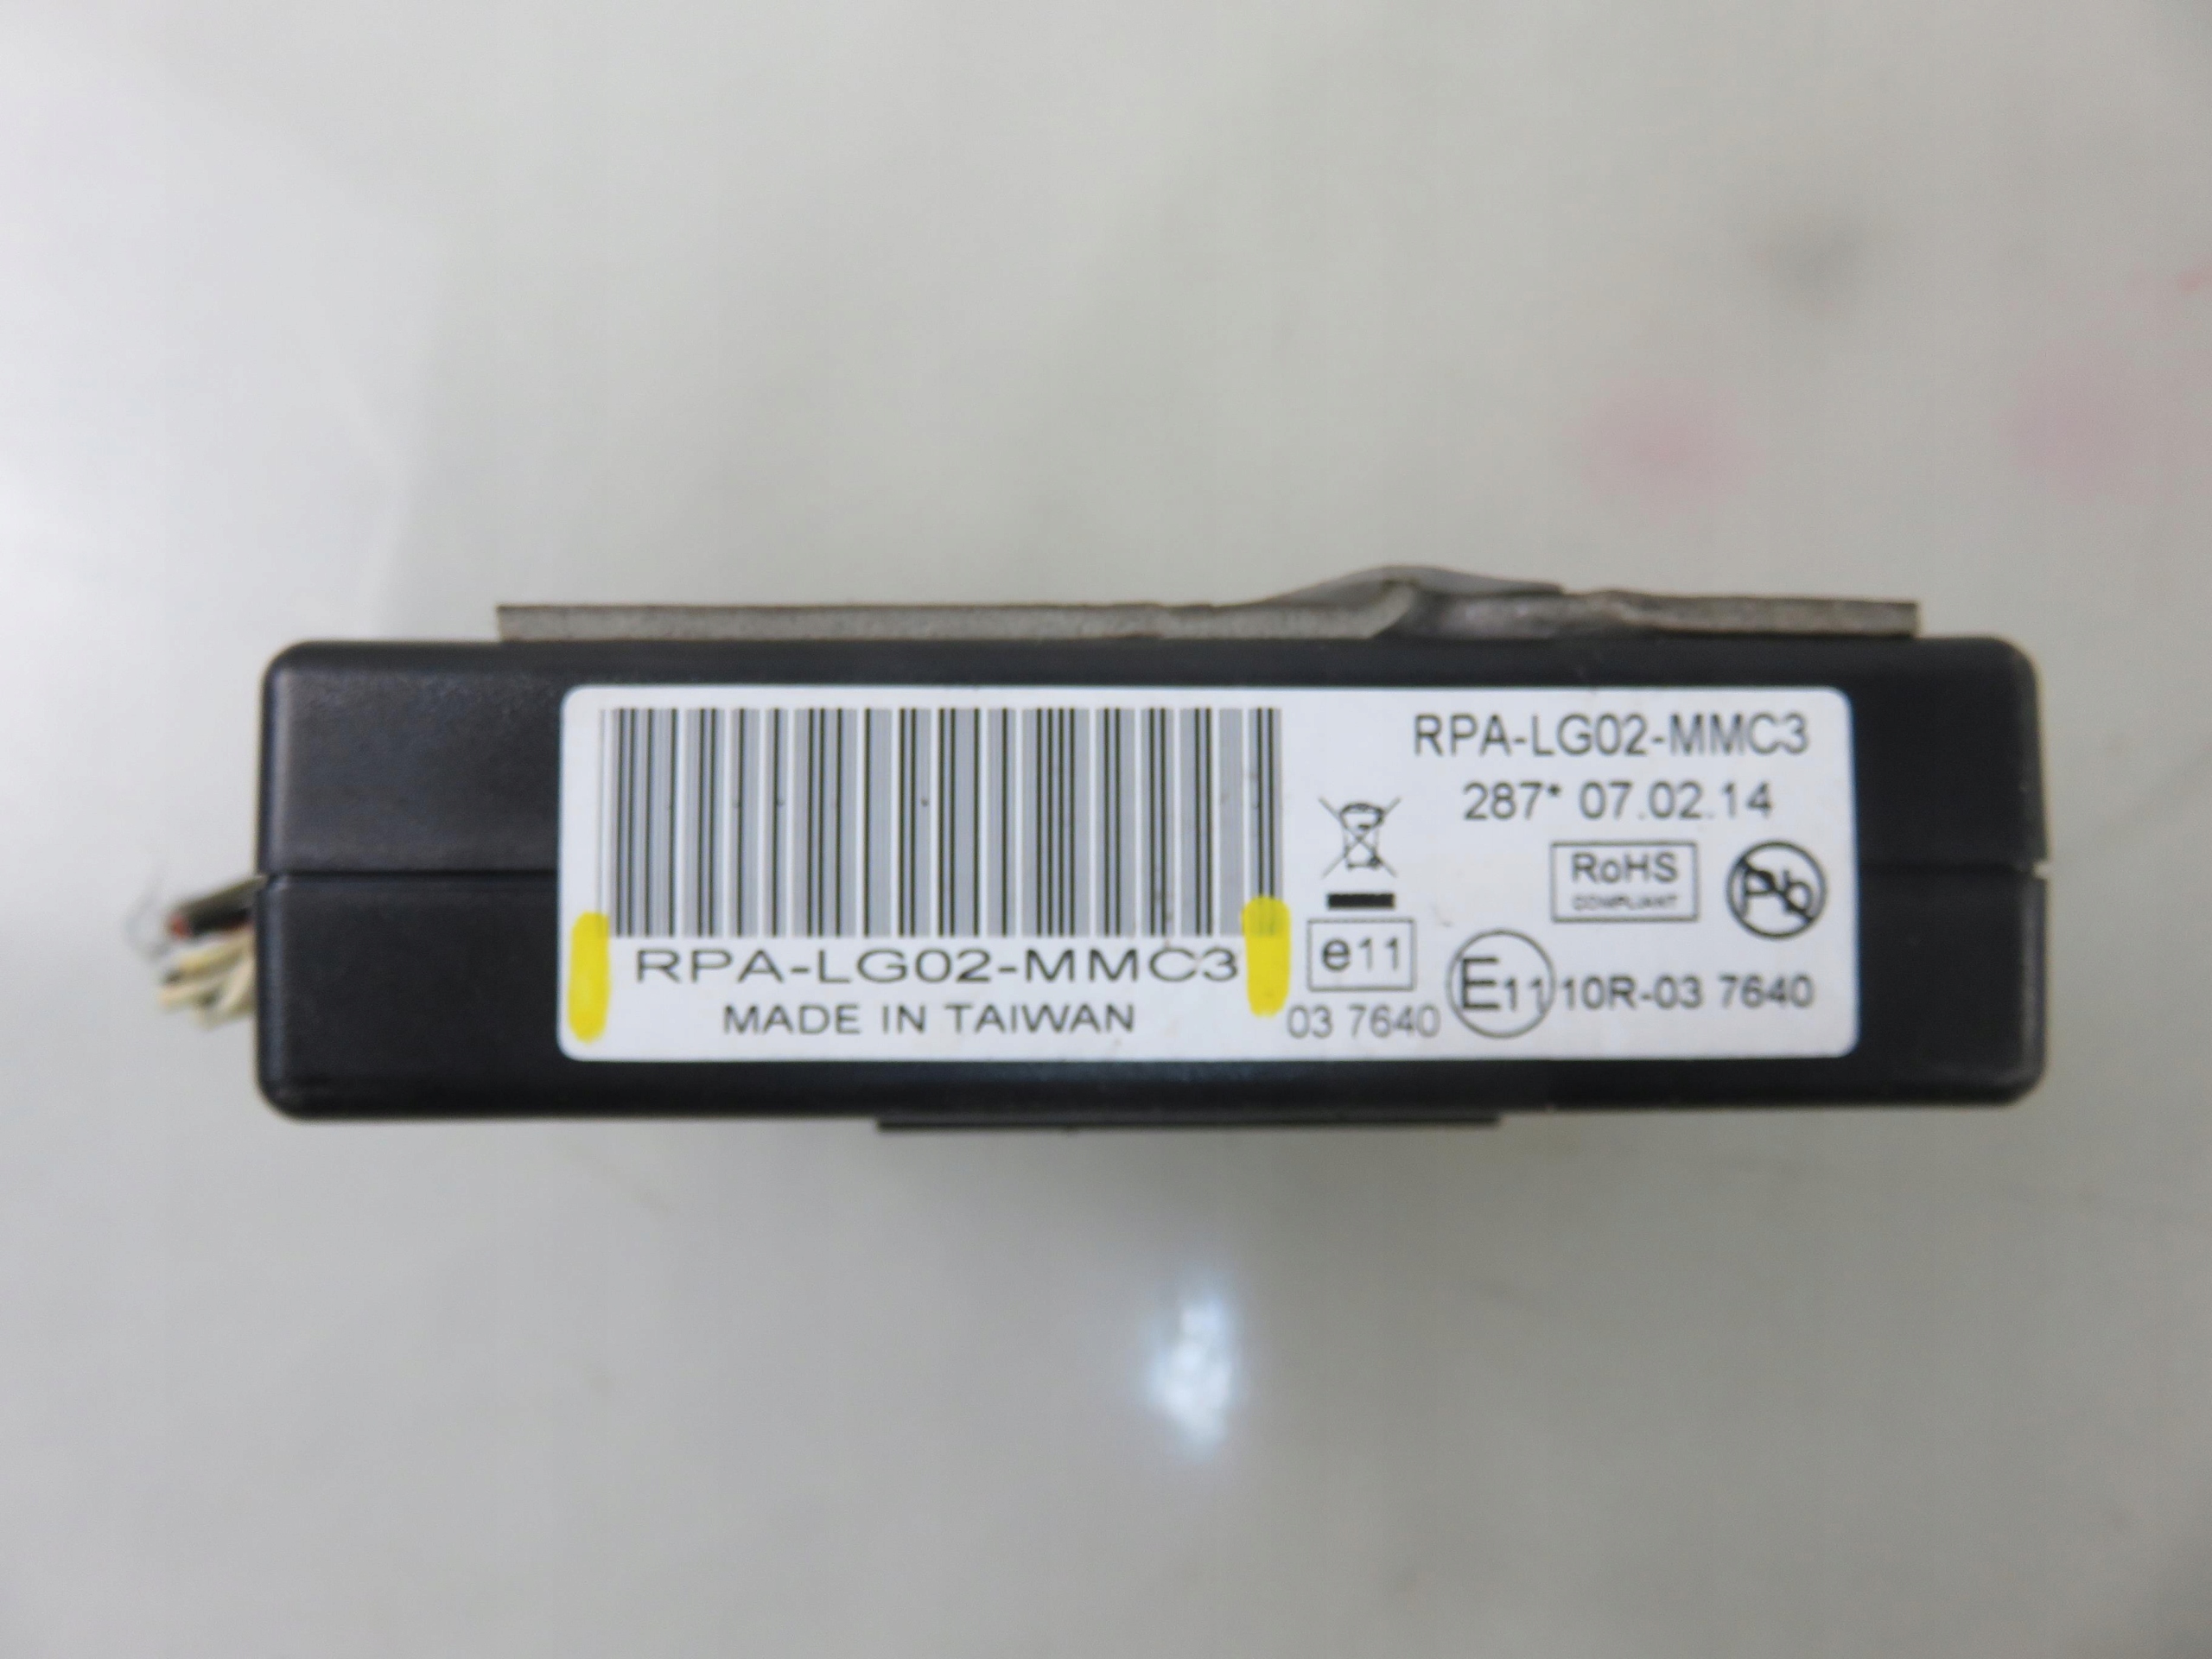 RPA-LG02-MMC3
MADE IN TAIWAN
RPA-LG02-MMC3
287* 07.02.14
RoHS
COMPLIANT
Pb
e11
03 7640
E11 10R-03 7640